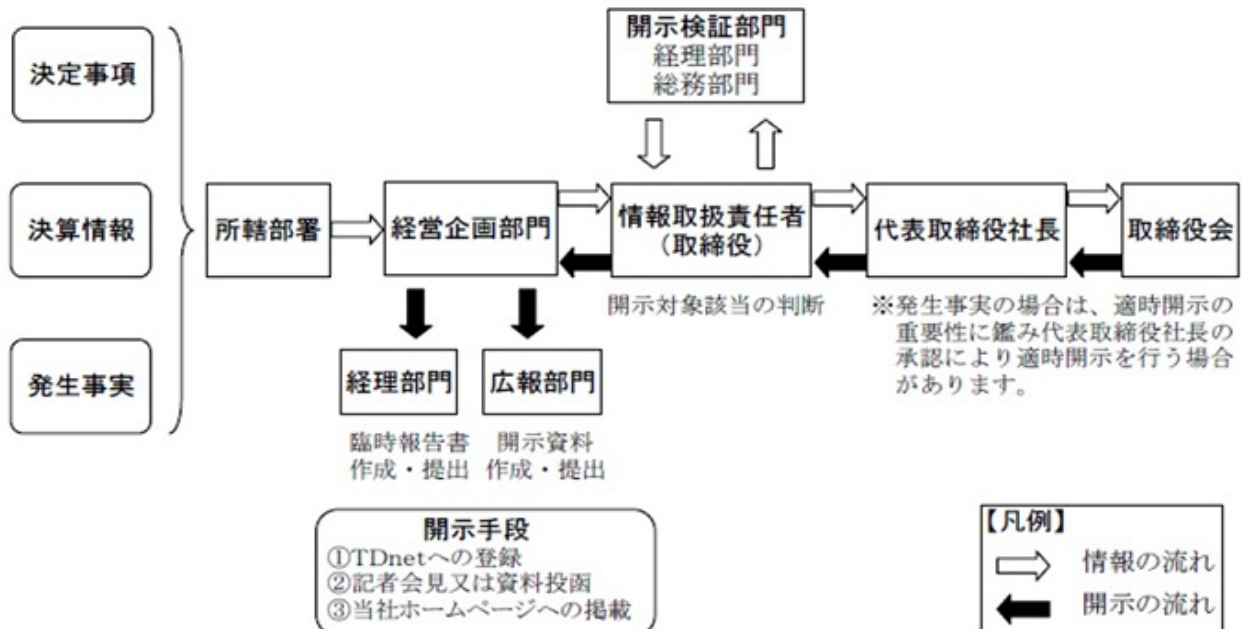 決定事項
決算情報
発生事実
所轄部署
経営企画部門
開示検証部門
経理部門
総務部門
情報取扱責任者
（取締役）
開示対象該当の判断
代表取締役社長
取締役会
※発生事実の場合は、適時開示の
重要性に鑑み代表取締役社長の
承認により適時開示を行う場合
があります。
経理部門
臨時報告書
作成・提出
広報部門
開示資料
作成・提出
開示手段
①TDnetへの登録
②記者会見又は資料投函
③当社ホームページへの掲載
【凡例】
情報の流れ
開示の流れ